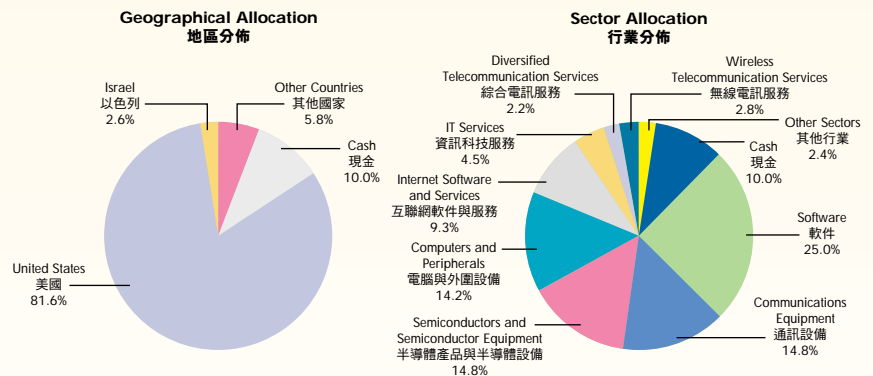 Geographical Allocation
地區分佈
Israel
以色列
2.6%
Other Countries
其他國家
5.8%
Cash
現金
10.0%
United States
美國
81.6%
Sector Allocation
行業分佈
Diversified
Telecommunication Services
綜合電訊服務
2.2%
Wireless
Telecommunication Services
無線電訊服務
2.8%
IT Services
資訊科技服務
4.5%
Other Sectors
其他行業
2.4%
Cash
現金
10.0%
Internet Software
and Services
互聯網軟件與服務
9.3%
Software
軟件
25.0%
Computers and
Peripherals
電腦與外圍設備
14.2%
Communications
Equipment
通訊設備
14.8%
Semiconductors and
Semiconductor Equipment
半導體產品與半導體設備
14.8%